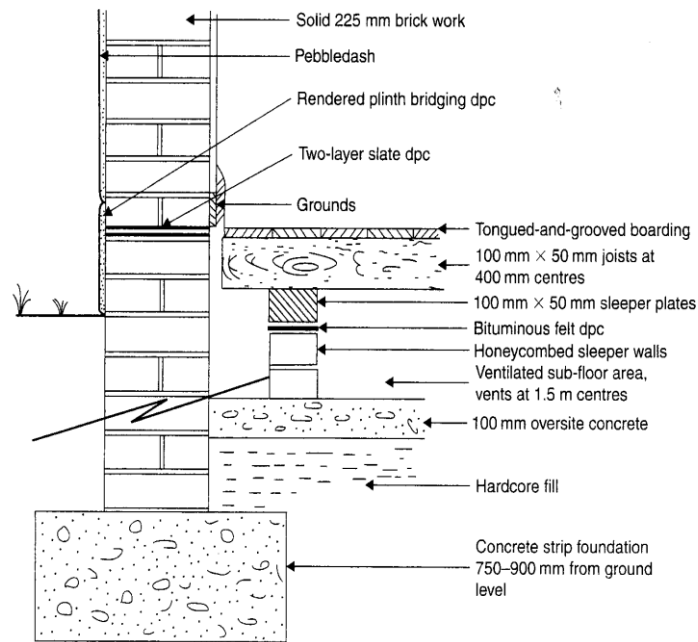 Solid 225 mm brick work
Pebbledash
Rendered plinth bridging dpc
Two-layer slate dpc
Grounds
Tongued-and-grooved boarding
100 mm × 50 mm joists at
400 mm centres
100 mm × 50 mm sleeper plates
Bituminous felt dpc
Honeycombed sleeper walls
Ventilated sub-floor area,
vents at 1.5 m centres
100 mm oversite concrete
Hardcore fill
Concrete strip foundation
750–900 mm from ground
level